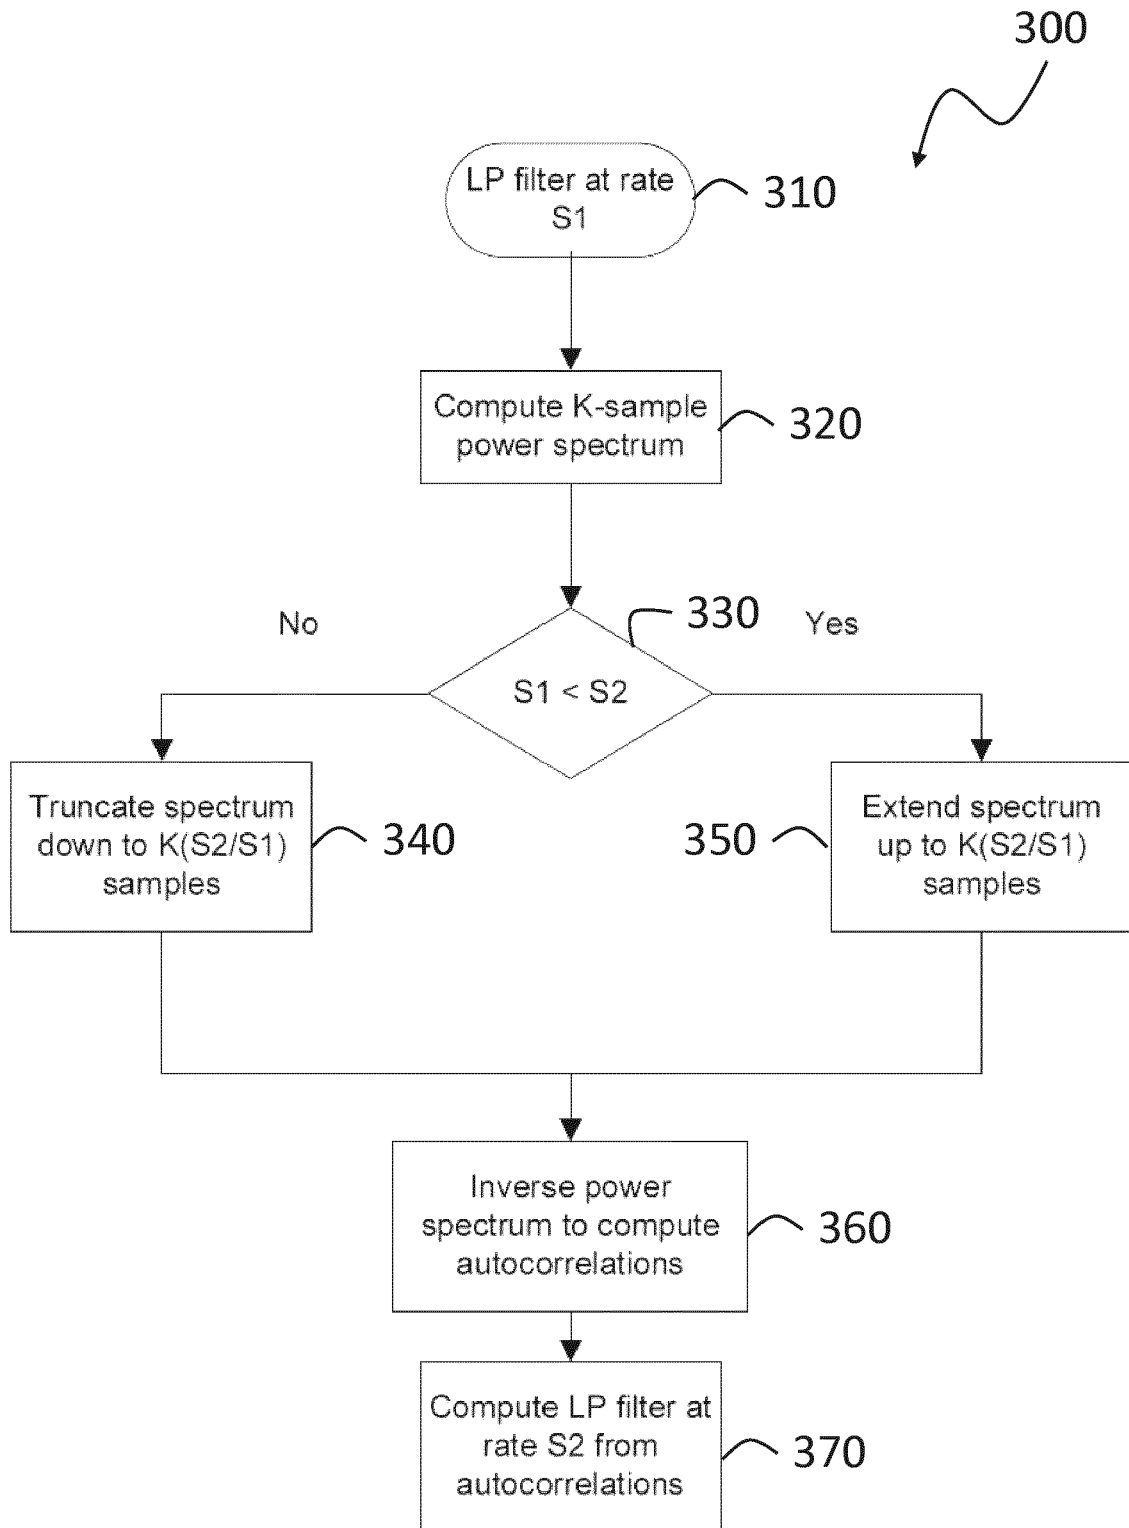 300
LP filter at rate
S1
310
Compute K-sample
power spectrum
320
330
No
Yes
S1 < S2
Truncate spectrum
down to K(S2/S1)
samples
340
350
Extend spectrum
up to K(S2/S1)
samples
Inverse power
spectrum to compute
autocorrelations
360
Compute LP filter at
rate S2 from
autocorrelations
370